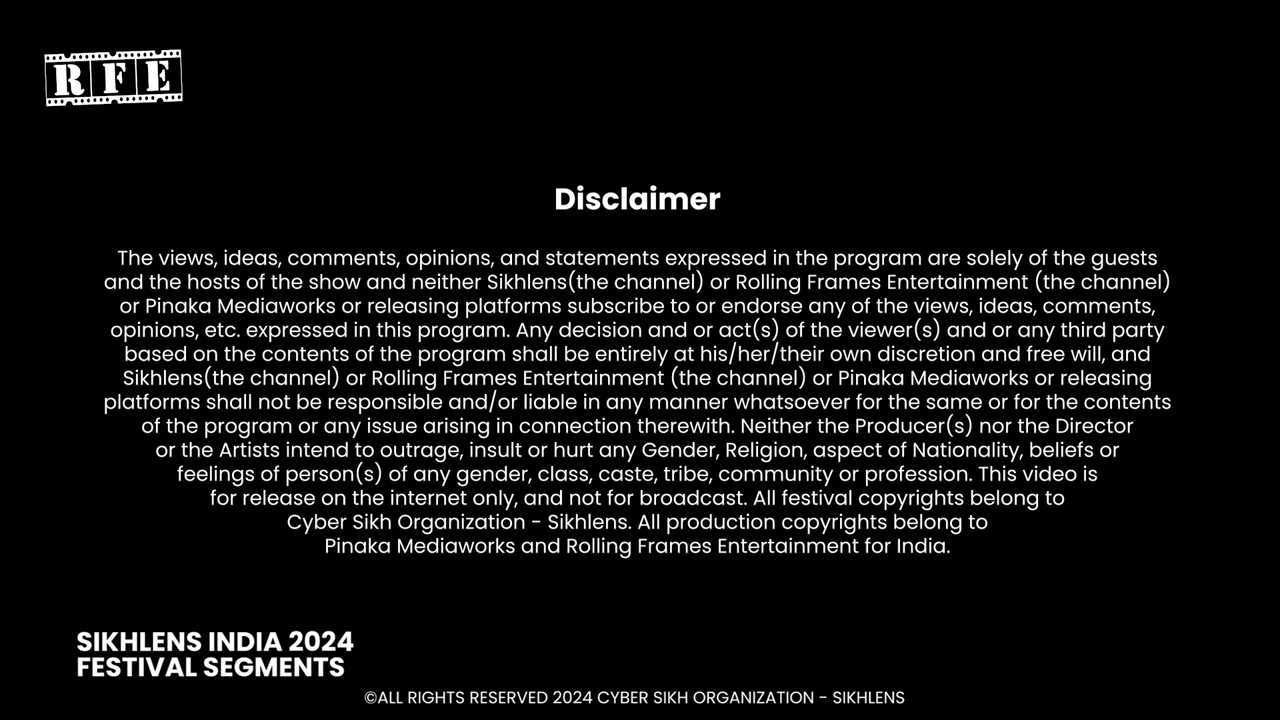 RFE
Disclaimer
The views, ideas, comments, opinions, and statements expressed in the program are solely of the guests
and the hosts of the show and neither Sikhlens(the channel) or Rolling Frames Entertainment (the channel)
or Pinaka Mediaworks or releasing platforms subscribe to or endorse any of the views, ideas, comments,
opinions, etc. expressed in this program. Any decision and or act(s) of the viewer(s) and or any third party
based on the contents of the program shall be entirely at his/her/their own discretion and free will, and
Sikhlens(the channel) or Rolling Frames Entertainment (the channel) or Pinaka Mediaworks or releasing
platforms shall not be responsible and/or liable in any manner whatsoever for the same or for the contents
of the program or any issue arising in connection therewith. Neither the Producer(s) nor the Director
or the Artists intend to outrage, insult or hurt any Gender, Religion, aspect of Nationality, beliefs or
feelings of person(s) of any gender, class, caste, tribe, community or profession. This video is
for release on the internet only, and not for broadcast. All festival copyrights belong to
Cyber Sikh Organization - Sikhlens. All production copyrights belong to
Pinaka Mediaworks and Rolling Frames Entertainment for India.
SIKHLENS INDIA 2024
FESTIVAL SEGMENTS
©ALL RIGHTS RESERVED 2024 CYBER SIKH ORGANIZATION - SIKHLENS